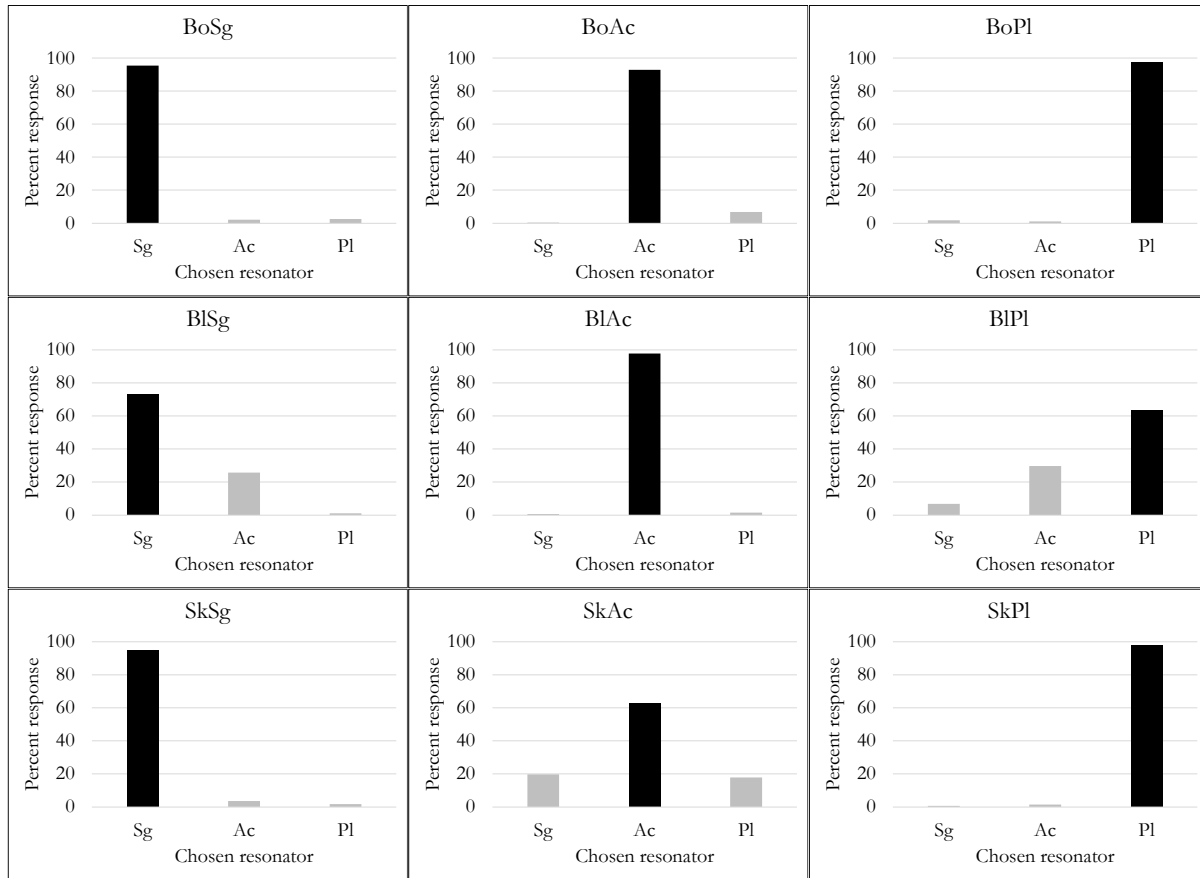 BoSg
Percent response
100
80
60
40
20
0
Sg Ac Pl
Chosen resonator
BoAc
Percent response
100
80
60
40
20
0
Sg Ac Pl
Chosen resonator
BoPl
Percent response
100
80
60
40
20
0
Sg Ac Pl
Chosen resonator
BlSg
Percent response
100
80
60
40
20
0
Sg Ac Pl
Chosen resonator
BlAc
Percent response
100
80
60
40
20
0
Sg Ac Pl
Chosen resonator
BlPl
Percent response
100
80
60
40
20
0
Sg Ac Pl
Chosen resonator
SkSg
Percent response
100
80
60
40
20
0
Sg Ac Pl
Chosen resonator
SkAc
Percent response
100
80
60
40
20
0
Sg Ac Pl
Chosen resonator
SkPl
Percent response
100
80
60
40
20
0
Sg Ac Pl
Chosen resonator